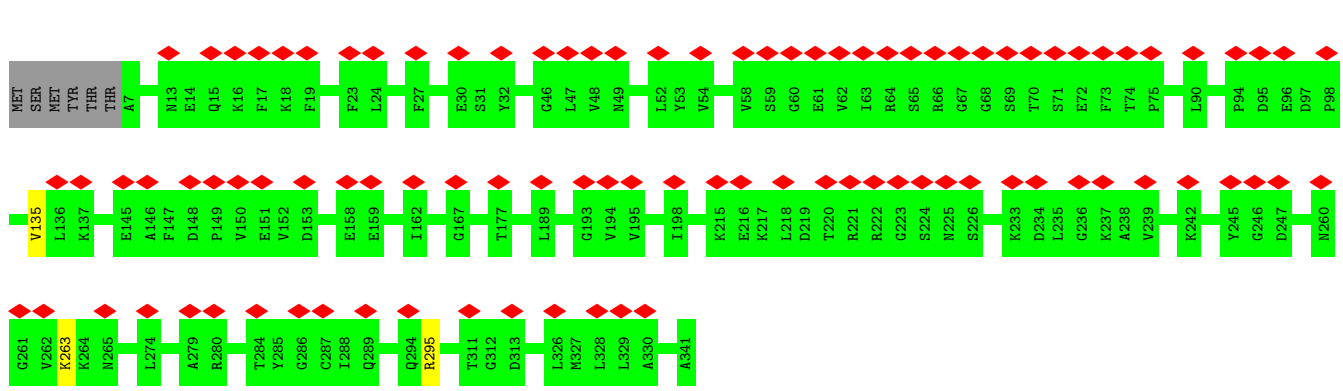 MET SER MET TYR THR THR A7 N13 E14 Q15 K16 F17 K18 F19 F23 L24 F27 E30 S31 Y32 G46 L47 V48 N49 L52 Y53 V54 V58 S59 G60 E61 V62 I63 R64 S65 R66 G67 G68 S69 T70 S71 E72 F73 T74 P75 L90 P94 D95 E96 D97 P98
V135 L136 K137 E145 A146 F147 D148 P149 V150 E151 V152 D153 E158 E159 I162 G167 T177 L189 G193 V194 V195 I198 K215 E216 K217 L218 D219 T220 R221 R222 G223 S224 N225 S226 K233 D234 L235 G236 K237 A238 V239 K242 Y245 G246 D247 N260
G261 V262 K263 K264 N265 L274 A279 R280 T284 Y285 G286 C287 I288 Q289 Q294 R295 T311 G312 D313 L326 M327 L328 L329 A330 A341